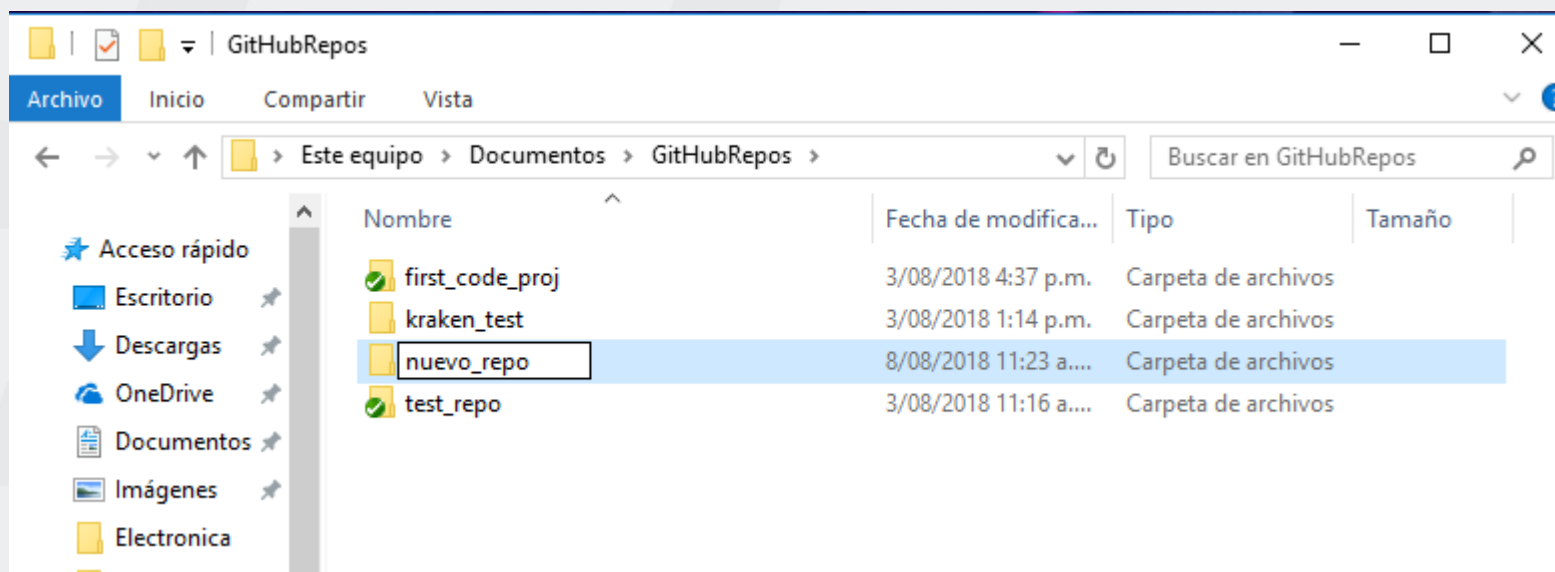 GitHubRepos
Archivo Inicio Compartir Vista
Este equipo > Documentos > GitHubRepos > Buscar en GitHubRepos
Nombre Fecha de modifica... Tipo Tamaño
Acceso rápido
Escritorio
Descargas
OneDrive
Documentos
Imágenes
Electronica
first_code_proj 3/08/2018 4:37 p.m. Carpeta de archivos
kraken_test 3/08/2018 1:14 p.m. Carpeta de archivos
nuevo_repo 8/08/2018 11:23 a.... Carpeta de archivos
test_repo 3/08/2018 11:16 a.... Carpeta de archivos